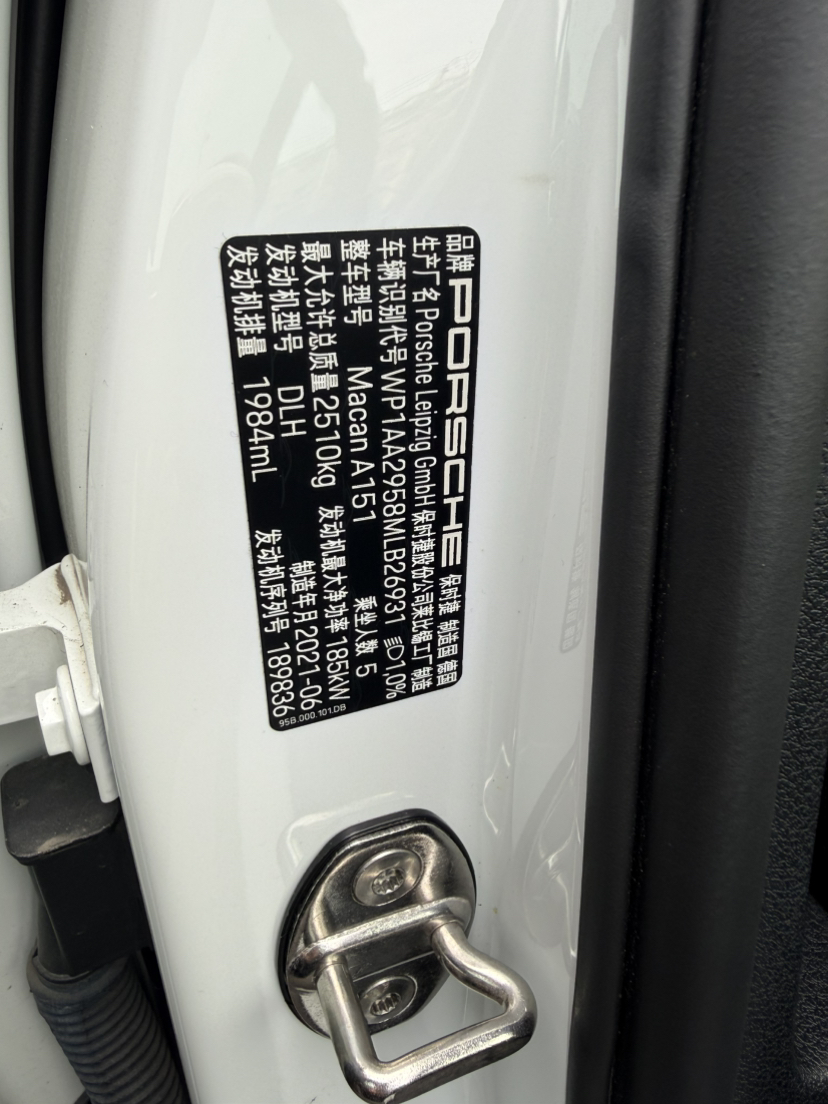 品牌 PORSCHE 保时捷 制造国 德国
生产厂名 Porsche Leipzig GmbH 保时捷股份公司莱比锡工厂制造
车辆识别代号 WP1AA2958MLB26931 1,0%
整车型号 Macan A151 乘坐人数 5
最大允许总质量 2510kg 发动机最大净功率 185kW
发动机型号 DLH 制造年月 2021-06
发动机排量 1984mL 发动机序列号 189836
95B.000.101.DB